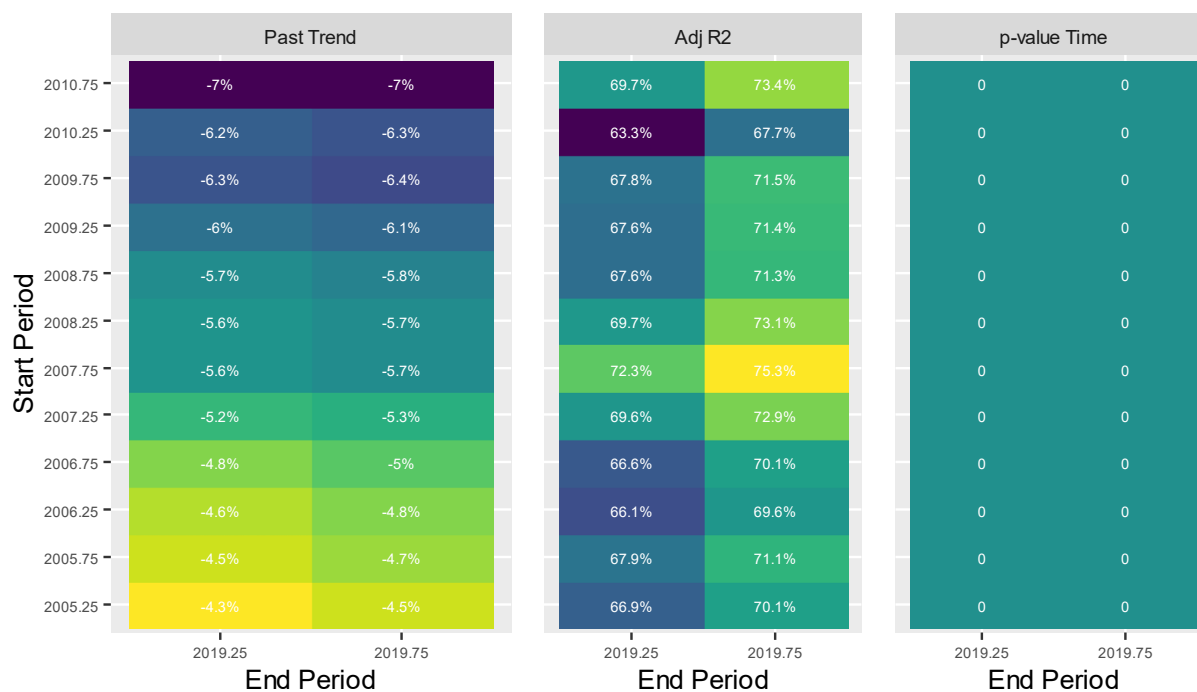 Past Trend Adj R2 p-value Time
2010.75 -7% -7% 69.7% 73.4% 0 0
2010.25 -6.2% -6.3% 63.3% 67.7% 0 0
2009.75 -6.3% -6.4% 67.8% 71.5% 0 0
2009.25 -6% -6.1% 67.6% 71.4% 0 0
2008.75 -5.7% -5.8% 67.6% 71.3% 0 0
2008.25 -5.6% -5.7% 69.7% 73.1% 0 0
2007.75 -5.6% -5.7% 72.3% 75.3% 0 0
2007.25 -5.2% -5.3% 69.6% 72.9% 0 0
2006.75 -4.8% -5% 66.6% 70.1% 0 0
2006.25 -4.6% -4.8% 66.1% 69.6% 0 0
2005.75 -4.5% -4.7% 67.9% 71.1% 0 0
2005.25 -4.3% -4.5% 66.9% 70.1% 0 0
Start Period
2019.25 2019.75 2019.25 2019.75 2019.25 2019.75
End Period End Period End Period